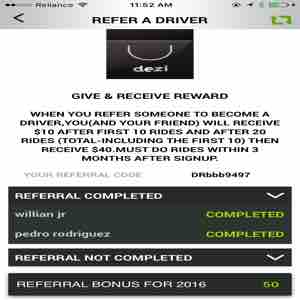 Reliance 11:52 AM
REFER A DRIVER
dezi
GIVE & RECEIVE REWARD
WHEN YOU REFER SOMEONE TO BECOME A
DRIVER,YOU(AND YOUR FRIEND) WILL RECEIVE
$10 AFTER FIRST 10 RIDES AND AFTER 20
RIDES (TOTAL-INCLUDING THE FIRST 10) THEN
RECEIVE $40.MUST DO RIDES WITHIN 3
MONTHS AFTER SIGNUP.
YOUR REFERRAL CODE DRbbb9497
REFERRAL COMPLETED
willian jr COMPLETED
pedro rodriguez COMPLETED
REFERRAL NOT COMPLETED
REFERRAL BONUS FOR 2016 50